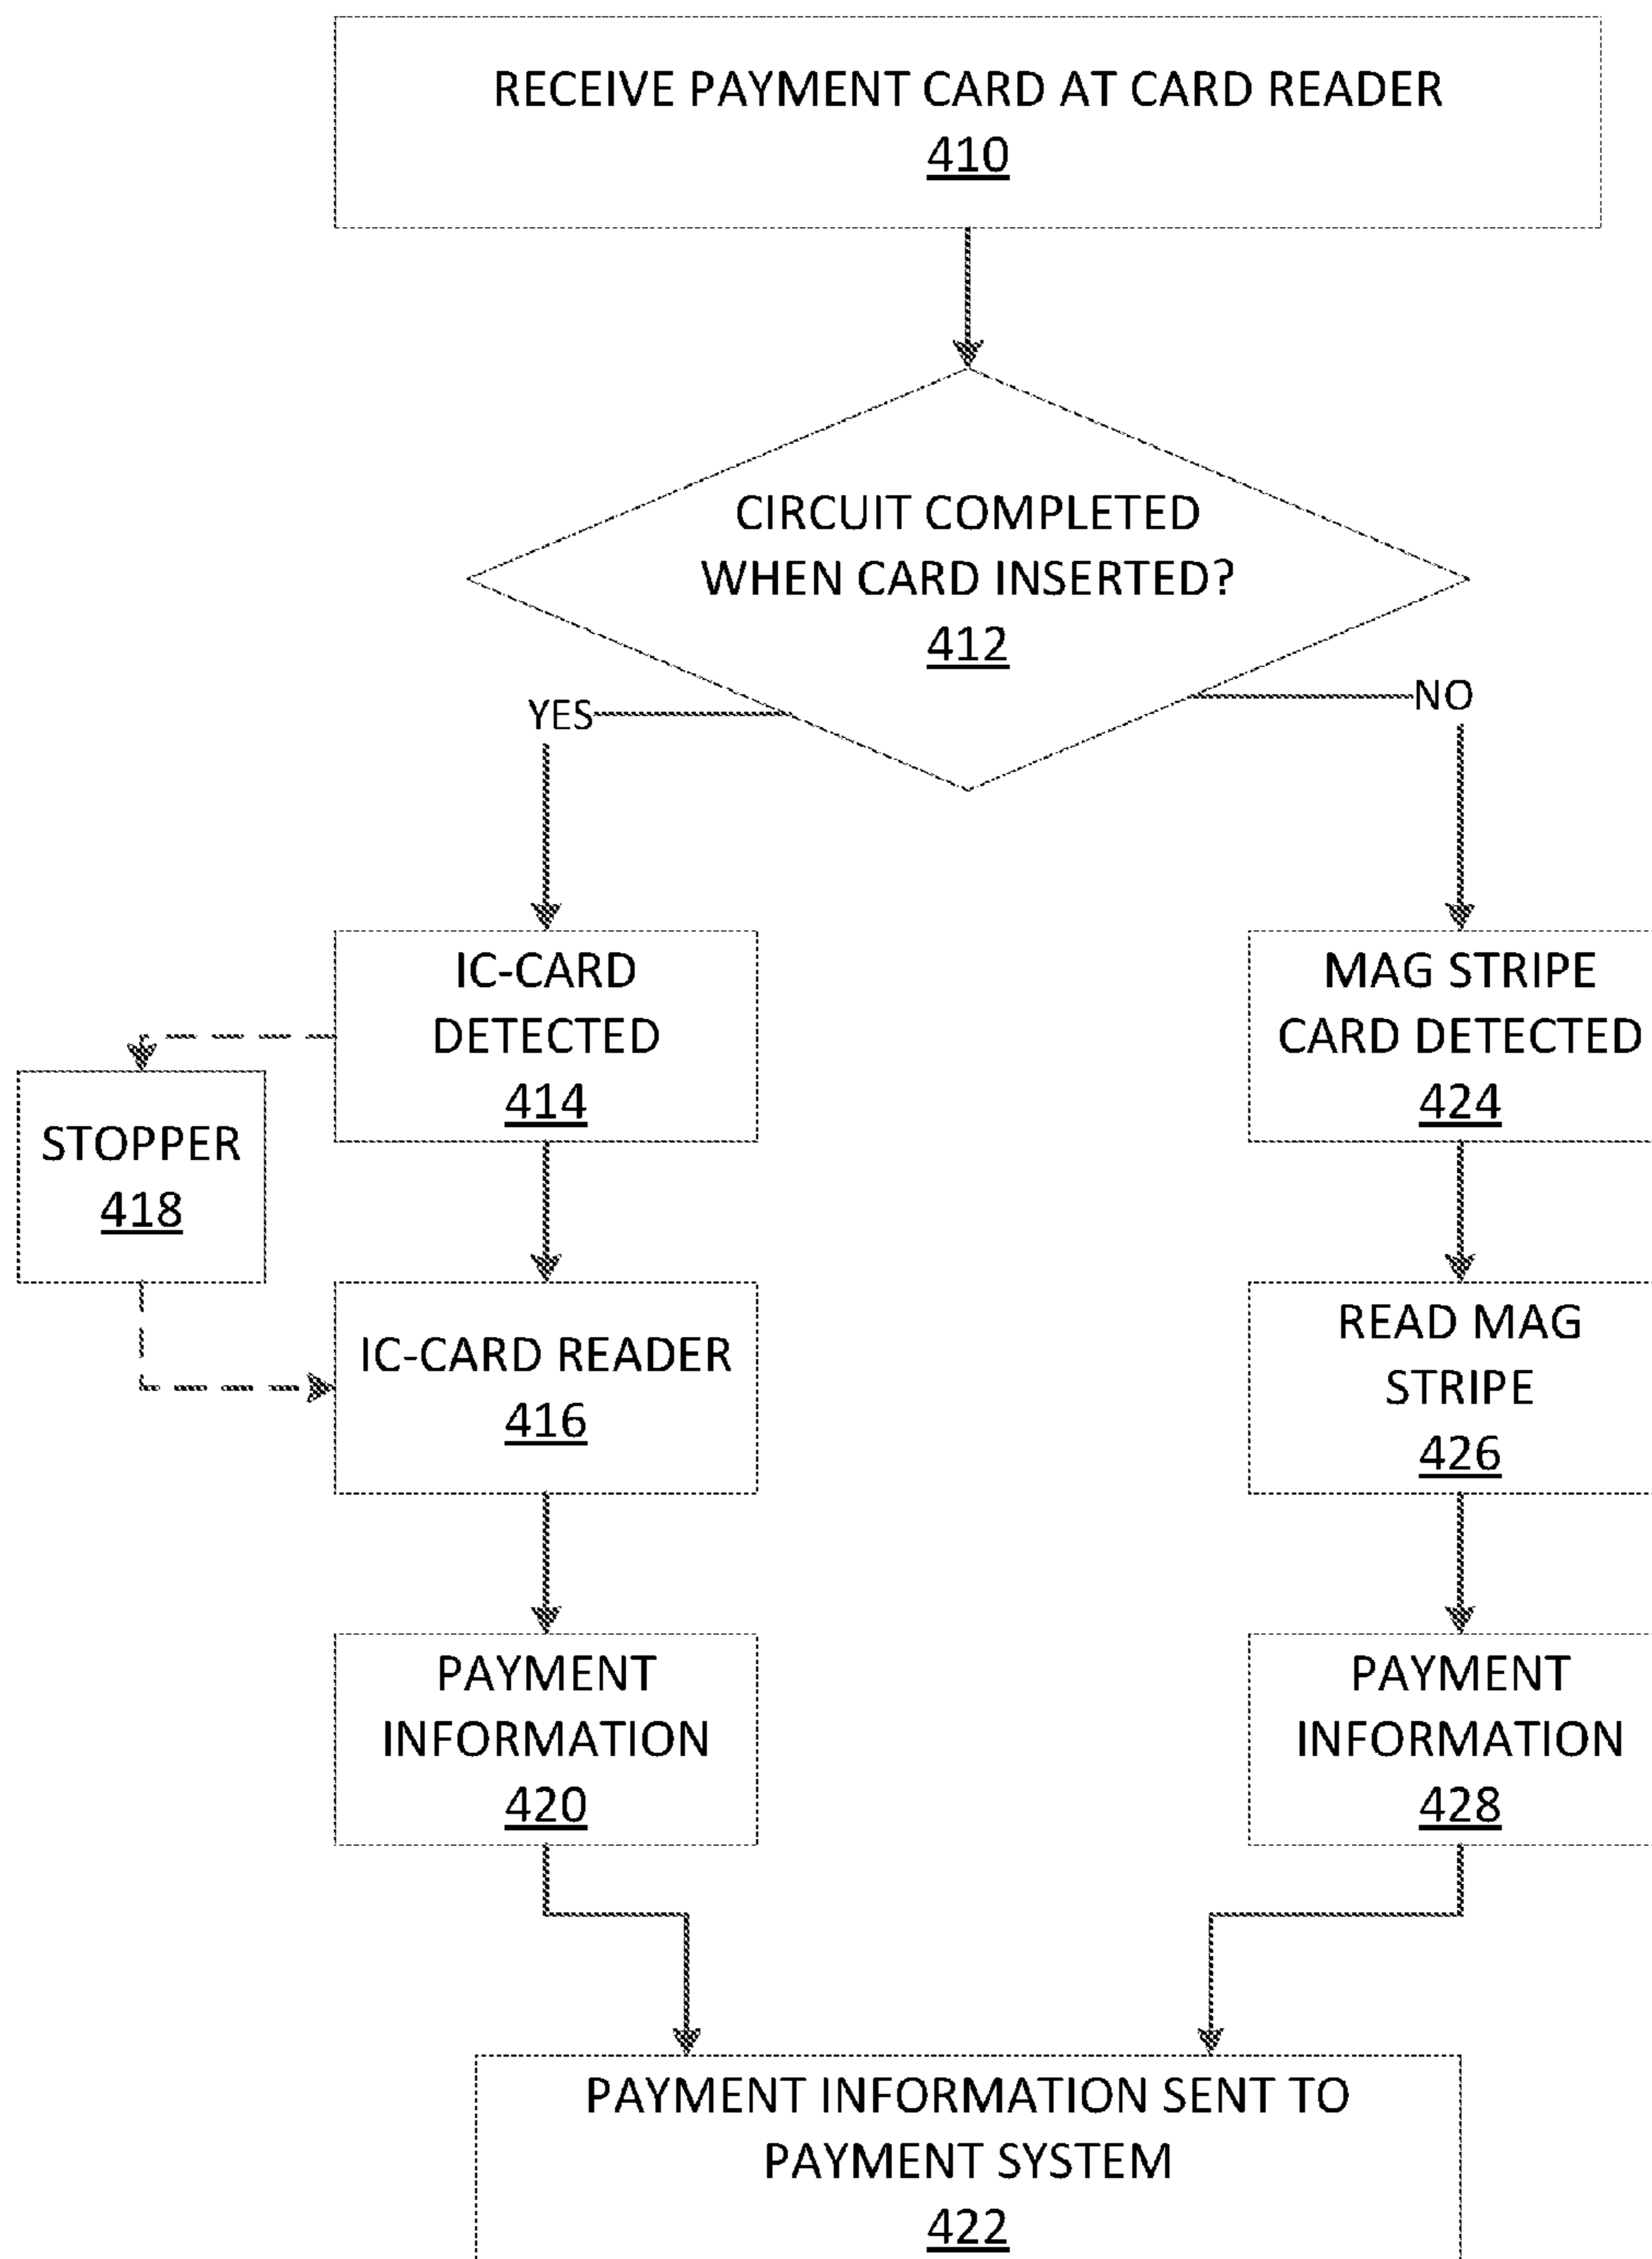 RECEIVE PAYMENT CARD AT CARD READER
410
CIRCUIT COMPLETED
WHEN CARD INSERTED?
412
YES
NO
IC-CARD
DETECTED
414
MAG STRIPE
CARD DETECTED
424
STOPPER
418
IC-CARD READER
416
READ MAG
STRIPE
426
PAYMENT
INFORMATION
420
PAYMENT
INFORMATION
428
PAYMENT INFORMATION SENT TO
PAYMENT SYSTEM
422